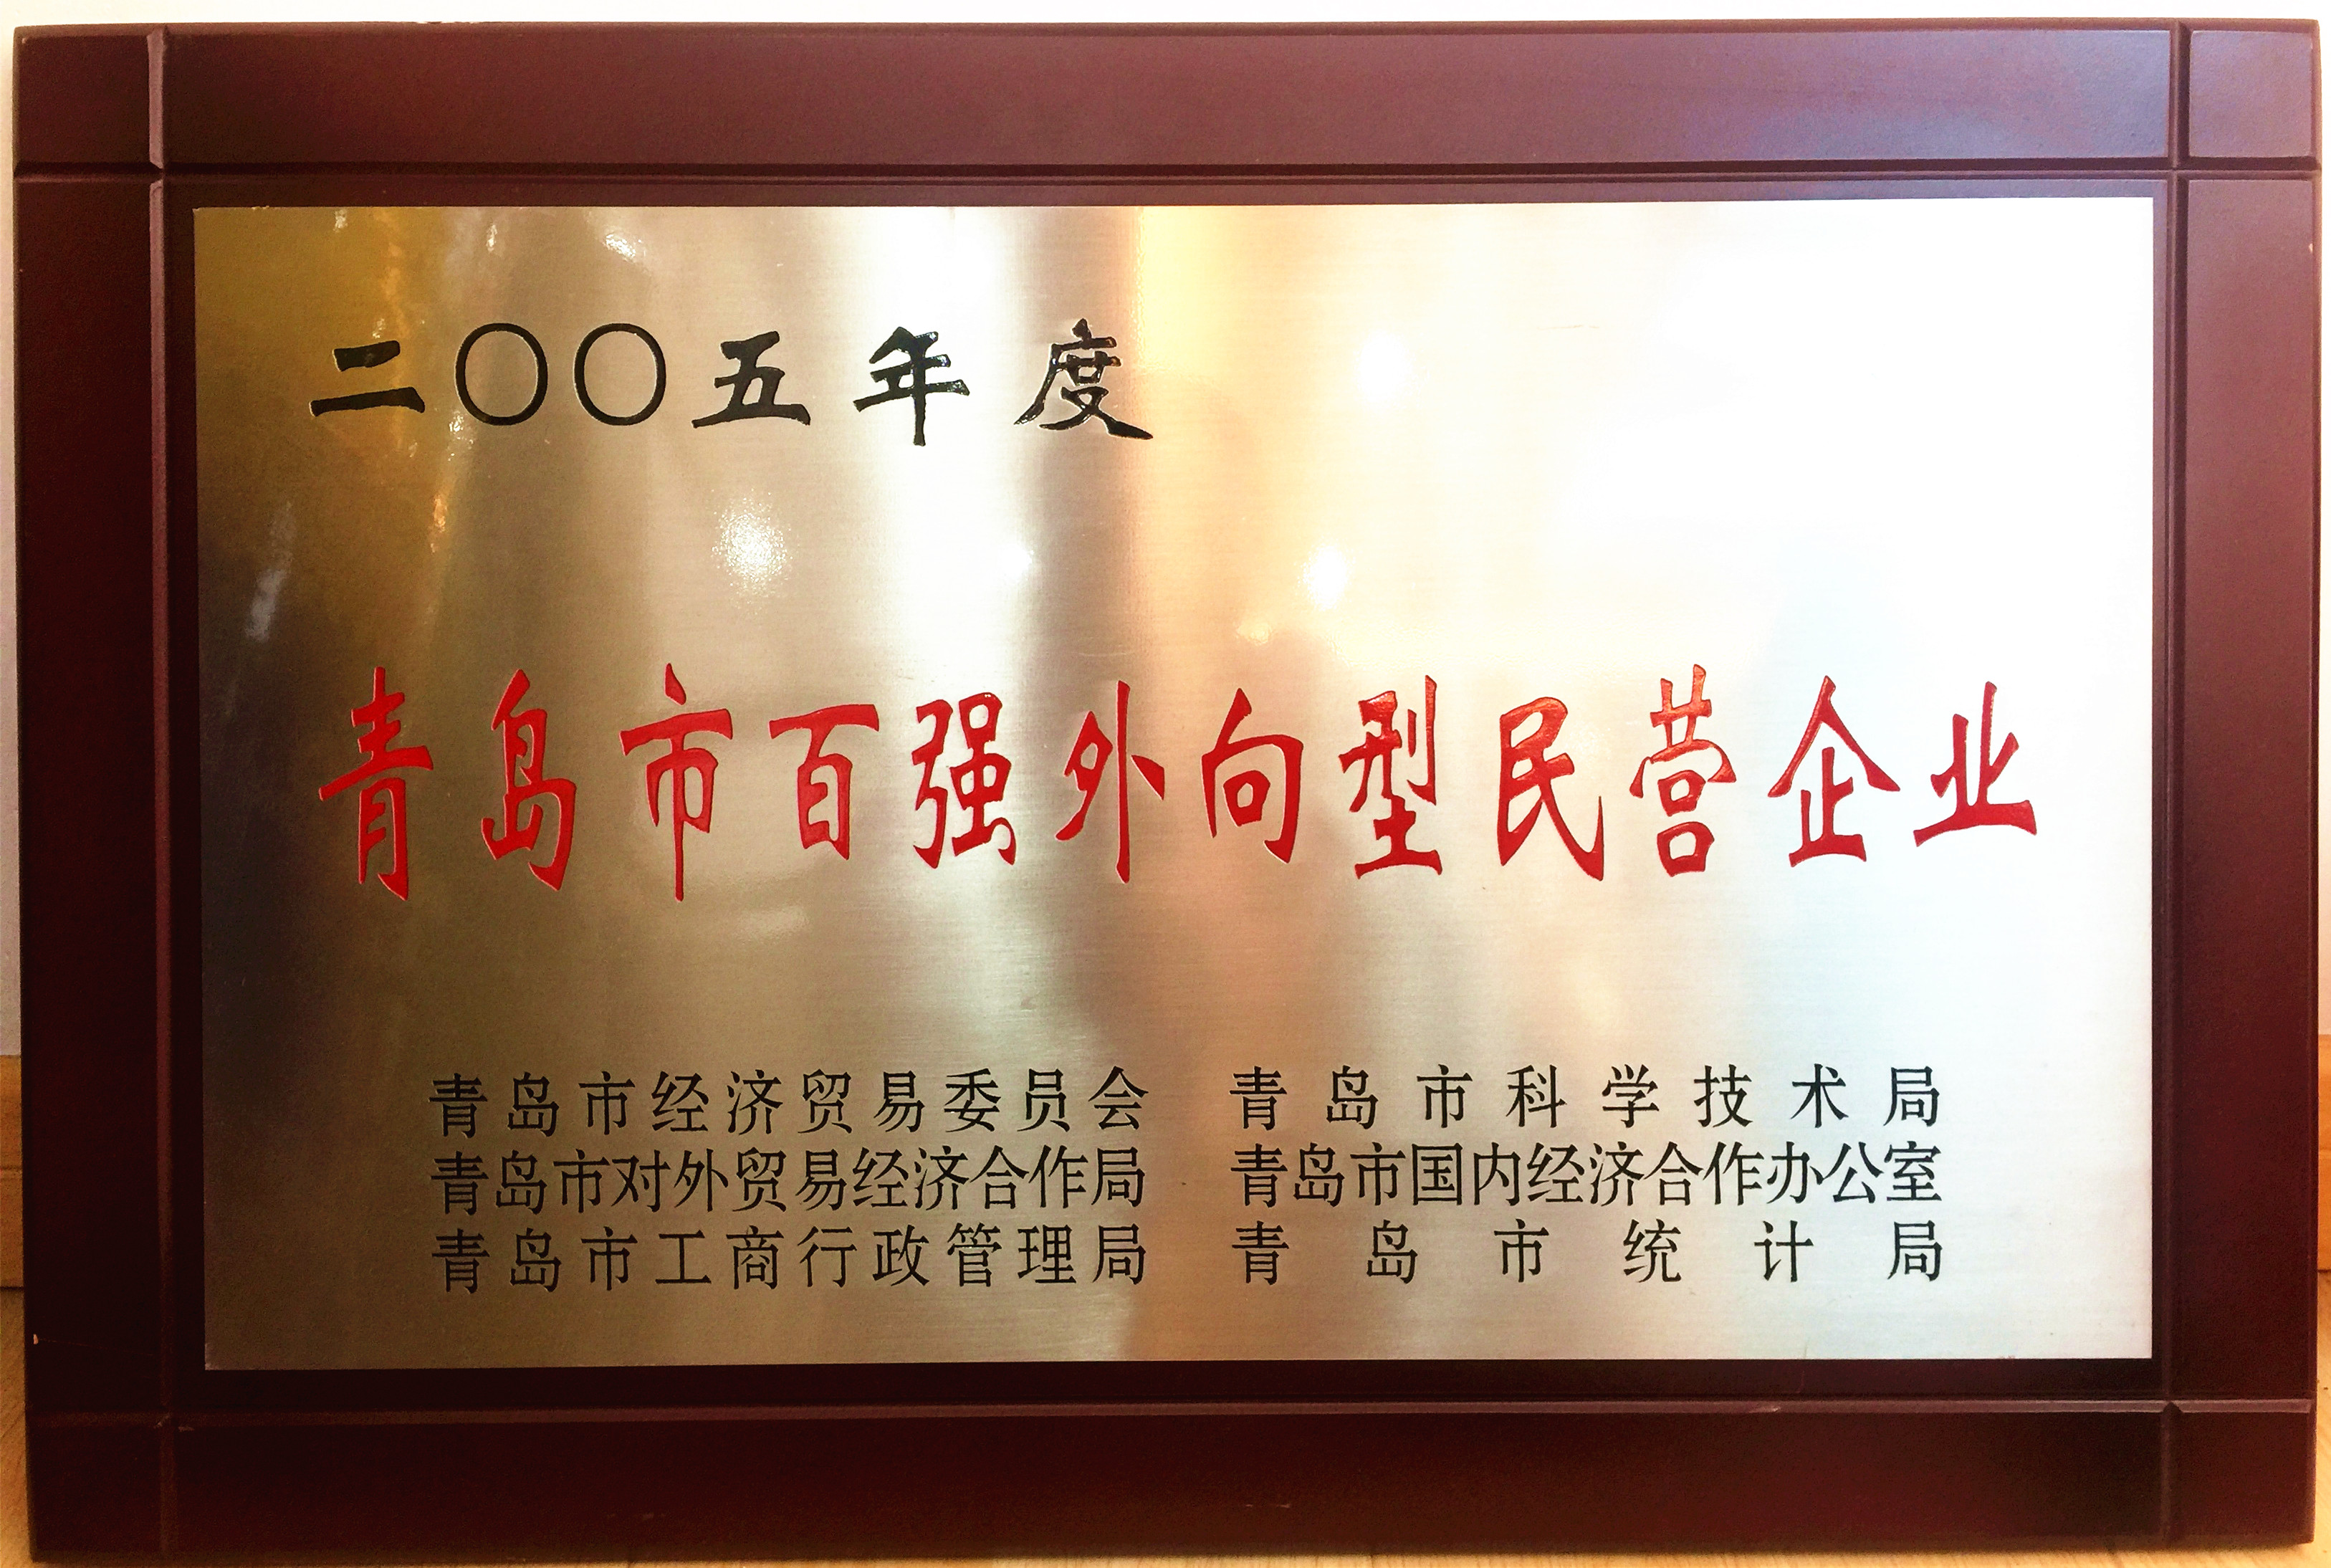 二〇〇五年度
青岛市百强外向型民营企业
青岛市经济贸易委员会 青岛市科学技术局
青岛市对外贸易经济合作局 青岛市国内经济合作办公室
青岛市工商行政管理局 青岛市统计局